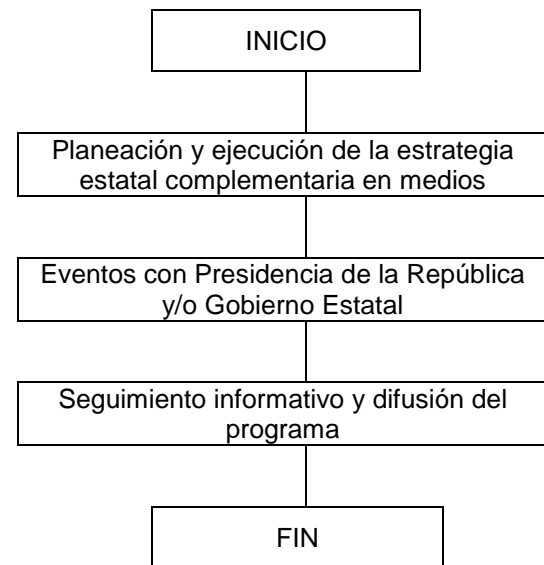 INICIO
Planeación y ejecución de la estrategia
estatal complementaria en medios
Eventos con Presidencia de la República
y/o Gobierno Estatal
Seguimiento informativo y difusión del
programa
FIN